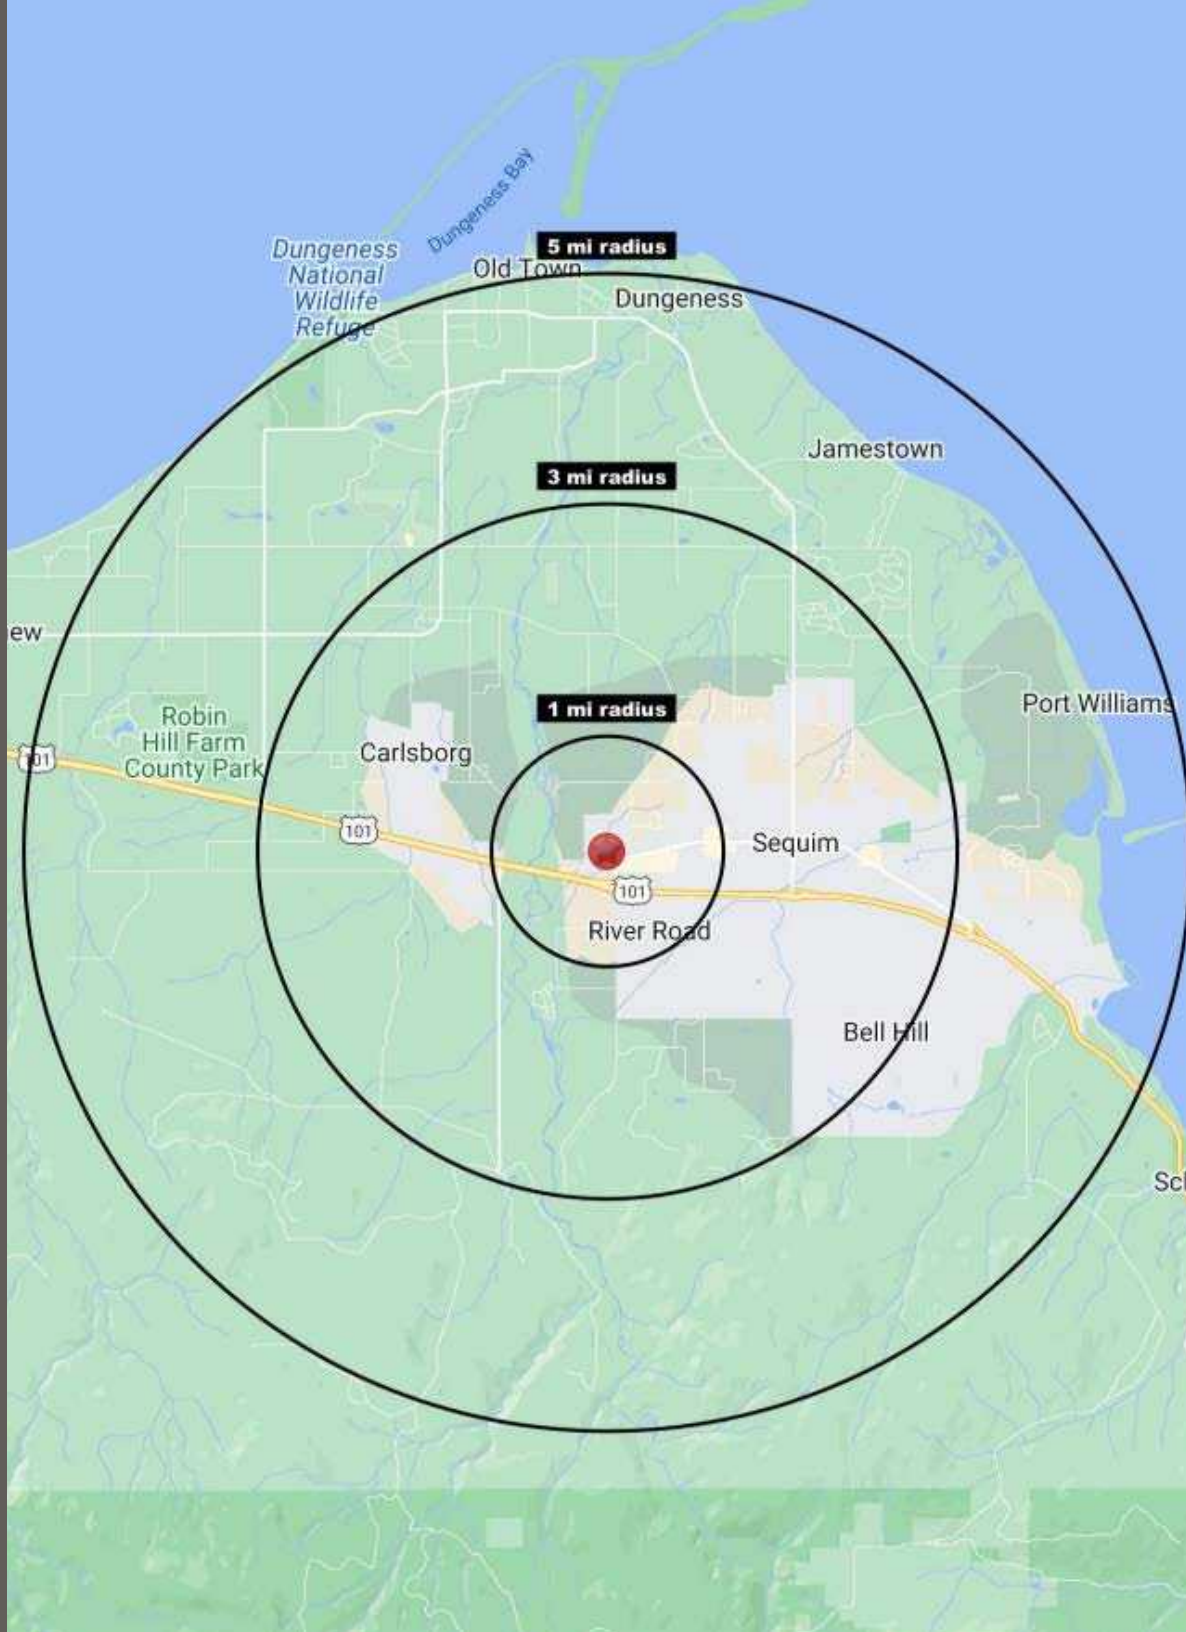 Dungeness Bay
5 mi radius
Dungeness
National
Wildlife
Refuge
Old Town
Dungeness
Jamestown
3 mi radius
ew
Port Williams
1 mi radius
Robin
Hill Farm
County Park
Carlsborg
101
101
Sequim
101
River Road
Bell Hill
Scl